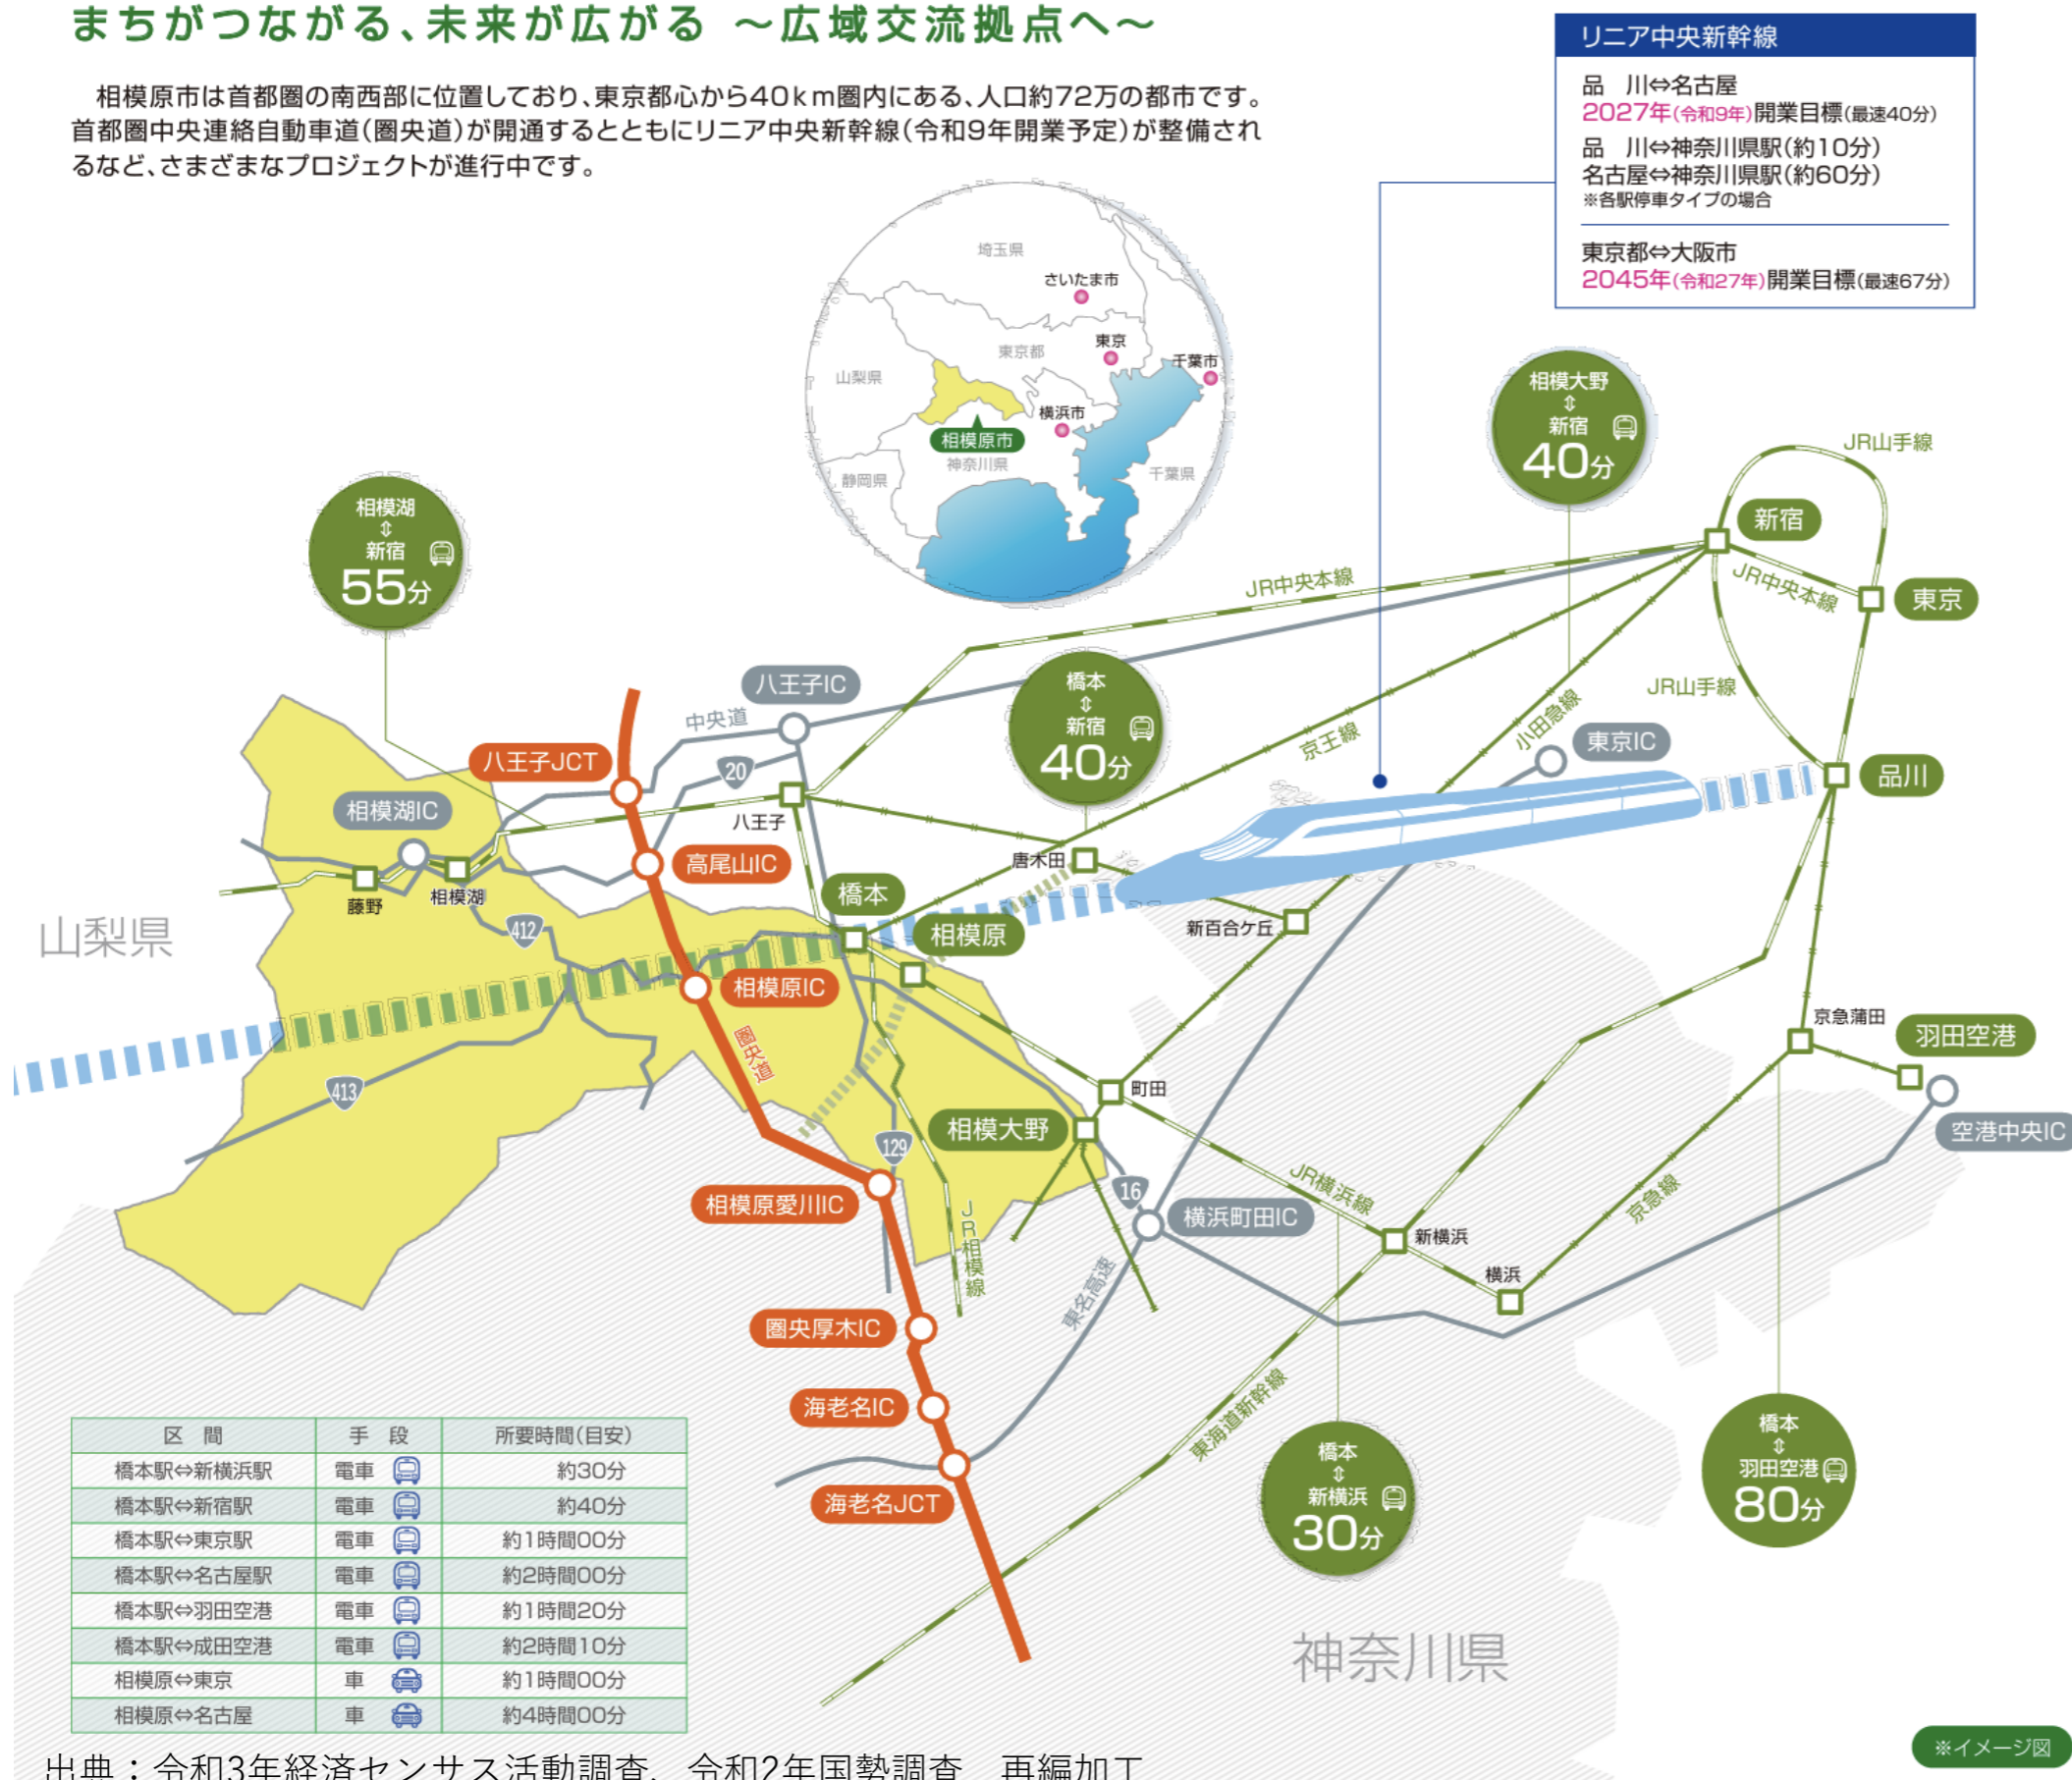 まちがつながる、未来が広がる ～広域交流拠点へ～
相模原市は首都圏の南西部に位置しており、東京都心から40km圏内にある、人口約72万の都市です。
首都圏中央連絡自動車道(圏央道)が開通するとともにリニア中央新幹線(令和9年開業予定)が整備され
るなど、さまざまなプロジェクトが進行中です。
リニア中央新幹線
品　川⇔名古屋
2027年(令和9年)開業目標(最速40分)
品　川⇔神奈川県駅(約10分)
名古屋⇔神奈川県駅(約60分)
※各駅停車タイプの場合
東京都⇔大阪市
2045年(令和27年)開業目標(最速67分)
埼玉県
さいたま市
東京都
東京
千葉市
山梨県
横浜市
相模原市
神奈川県
静岡県
千葉県
相模大野
⇕
新宿
40分
相模湖
⇕
新宿
55分
橋本
⇕
新宿
40分
JR山手線
新宿
JR中央本線
JR中央本線
東京
JR山手線
京王線
小田急線
東京IC
品川
八王子IC
中央道
八王子JCT
20
相模湖IC
八王子
高尾山IC
唐木田
橋本
藤野
相模湖
412
相模原
新百合ケ丘
山梨県
相模原IC
圏央道
413
町田
京急蒲田
羽田空港
空港中央IC
相模大野
129
相模原愛川IC
16
横浜町田IC
JR横浜線
京急線
新横浜
横浜
JR相模線
東名高速
圏央厚木IC
海老名IC
海老名JCT
東海道新幹線
橋本
⇕
新横浜
30分
橋本
⇕
羽田空港
80分
神奈川県
区　間 手　段 所要時間(目安)
橋本駅⇔新横浜駅 電車 約30分
橋本駅⇔新宿駅 電車 約40分
橋本駅⇔東京駅 電車 約1時間00分
橋本駅⇔名古屋駅 電車 約2時間00分
橋本駅⇔羽田空港 電車 約1時間20分
橋本駅⇔成田空港 電車 約2時間10分
相模原⇔東京 車 約1時間00分
相模原⇔名古屋 車 約4時間00分
※イメージ図
出典：令和3年経済センサス活動調査、令和2年国勢調査　再編加工